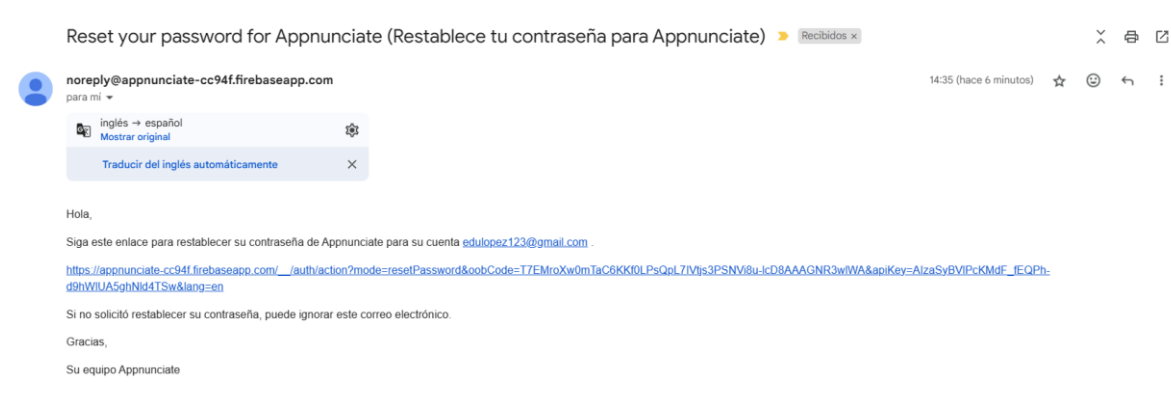 Reset your password for Appnunciate (Restablece tu contraseña para Appnunciate) Recibidos x
noreply@appnunciate-cc94f.firebaseapp.com 14:35 (hace 6 minutos)
para mí
inglés → español
Mostrar original
Traducir del inglés automáticamente
Hola,
Siga este enlace para restablecer su contraseña de Appnunciate para su cuenta edulopez123@gmail.com .
https://appnunciate-cc94f.firebaseapp.com/__/auth/action?mode=resetPassword&oobCode=T7EMroXw0mTaC6KKf0LPsQpL7IVtjs3PSNVi8u-lcD8AAAGNR3wlWA&apiKey=AIzaSyBVlPcKMdF_fEQPh-
d9hWlUA5ghNld4TSw&lang=en
Si no solicitó restablecer su contraseña, puede ignorar este correo electrónico.
Gracias,
Su equipo Appnunciate